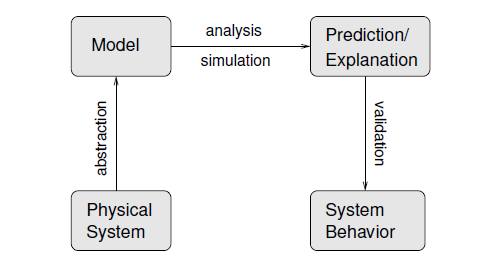 Model
analysis
simulation
Prediction/
Explanation
abstraction
validation
Physical
System
System
Behavior